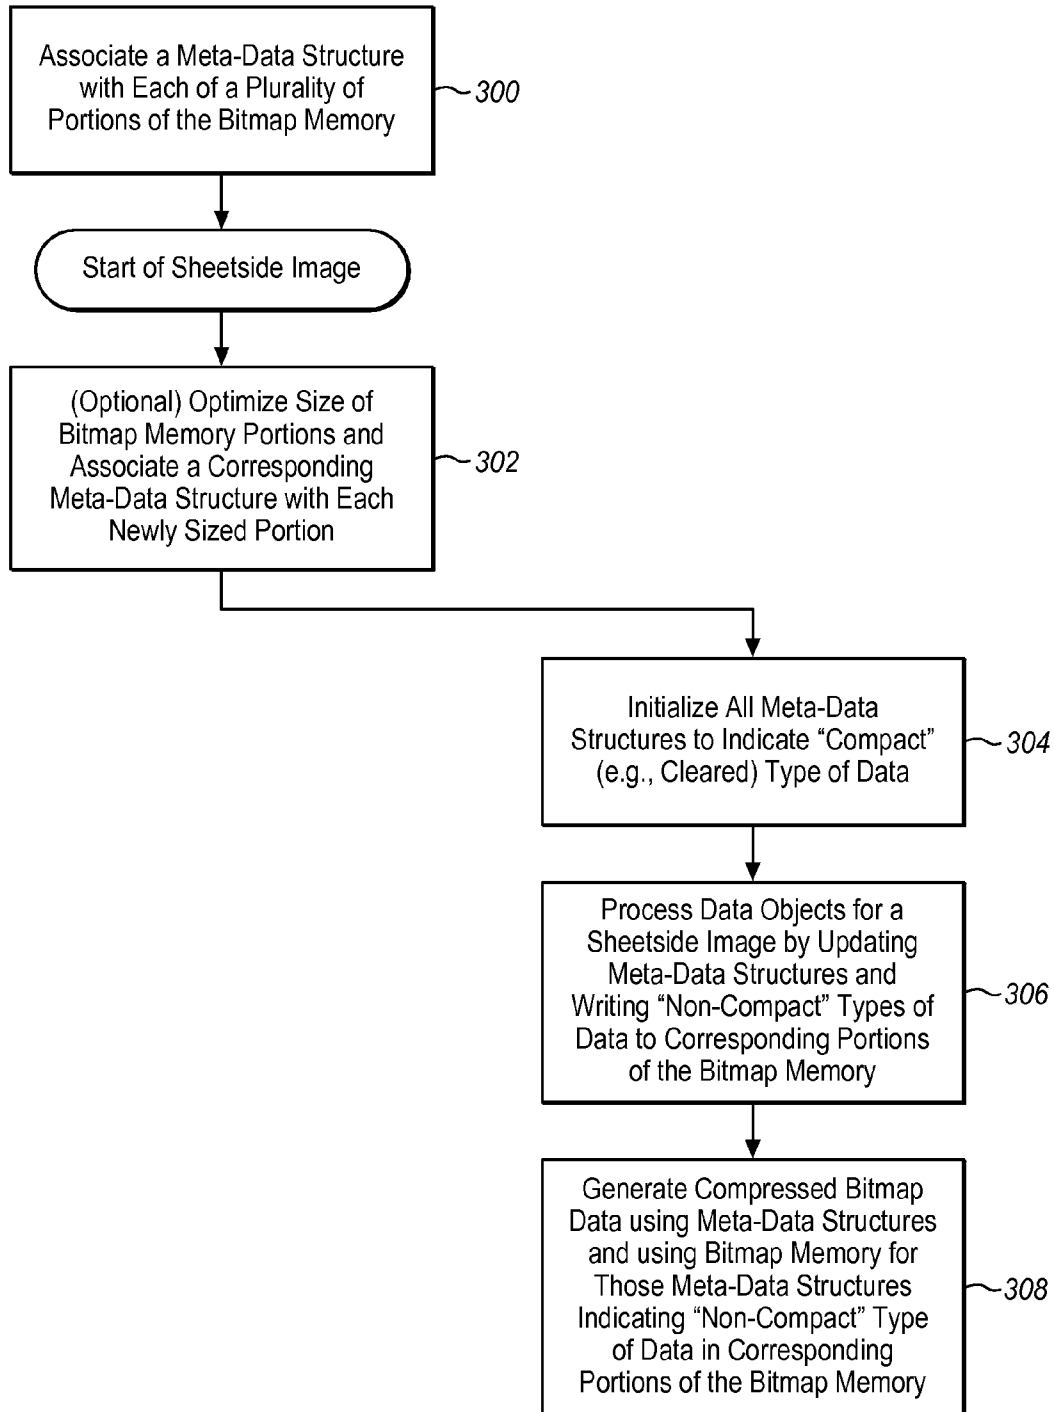 Associate a Meta-Data Structure
with Each of a Plurality of
Portions of the Bitmap Memory
300
Start of Sheetside Image
(Optional) Optimize Size of
Bitmap Memory Portions and
Associate a Corresponding
Meta-Data Structure with Each
Newly Sized Portion
302
Initialize All Meta-Data
Structures to Indicate “Compact”
(e.g., Cleared) Type of Data
304
Process Data Objects for a
Sheetside Image by Updating
Meta-Data Structures and
Writing “Non-Compact” Types of
Data to Corresponding Portions
of the Bitmap Memory
306
Generate Compressed Bitmap
Data using Meta-Data Structures
and using Bitmap Memory for
Those Meta-Data Structures
Indicating “Non-Compact” Type
of Data in Corresponding
Portions of the Bitmap Memory
308